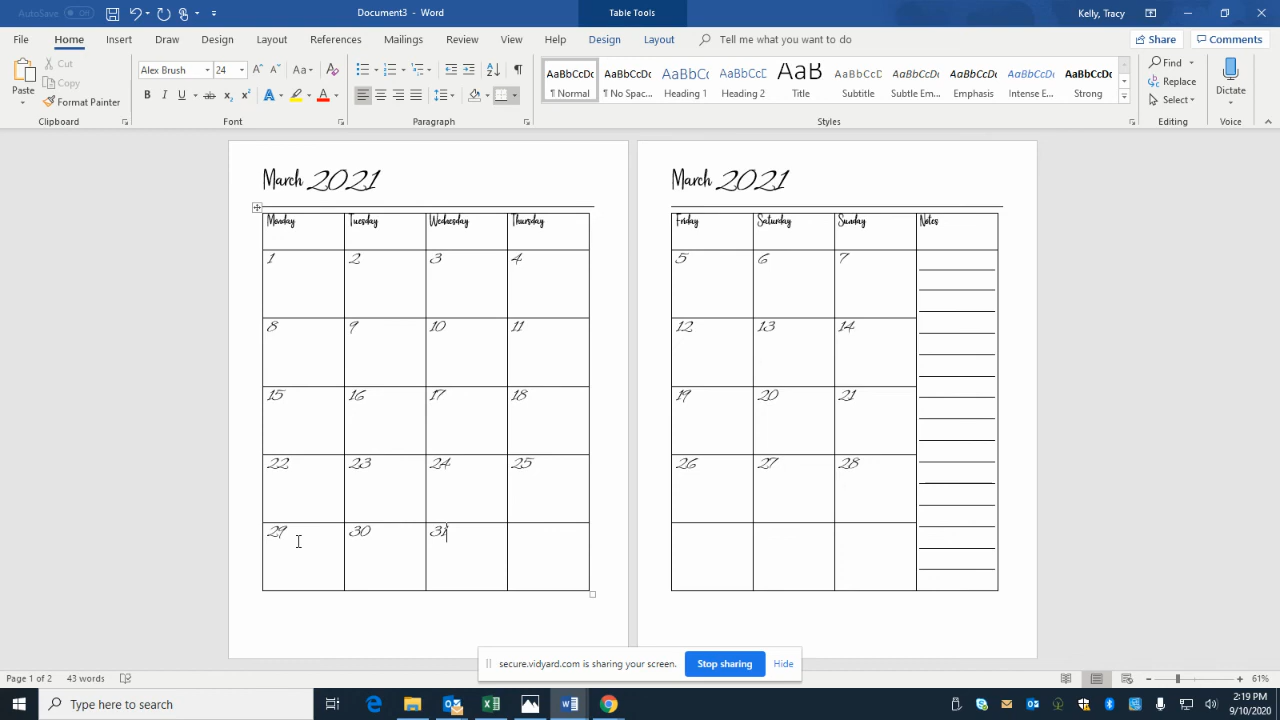 AutoSave Off Document3 - Word Table Tools Kelly, Tracy
File Home Insert Draw Design Layout References Mailings Review View Help Design Layout Tell me what you want to do Share Comments
Paste Cut Copy Format Painter
Clipboard
Alex Brush 24 Aa
B I U ab x₂ x² A A
Font
Paragraph
AaBbCcDc AaBbCcDc AaBbCc AaBbCcE AaB AaBbCcDc AaBbCcDc AaBbCcDc AaBbCcDc AaBbCcDc
¶ Normal ¶ No Spac... Heading 1 Heading 2 Title Subtitle Subtle Em... Emphasis Intense E... Strong
Styles
Find
Replace
Select
Editing
Dictate
Voice
March 2021
Monday Tuesday Wednesday Thursday
1 2 3 4
8 9 10 11
15 16 17 18
22 23 24 25
29 30 31
March 2021
Friday Saturday Sunday Notes
5 6 7
12 13 14
19 20 21
26 27 28
secure.vidyard.com is sharing your screen. Stop sharing Hide
Page 1 of 2 43 words 61%
Type here to search
2:19 PM
9/10/2020